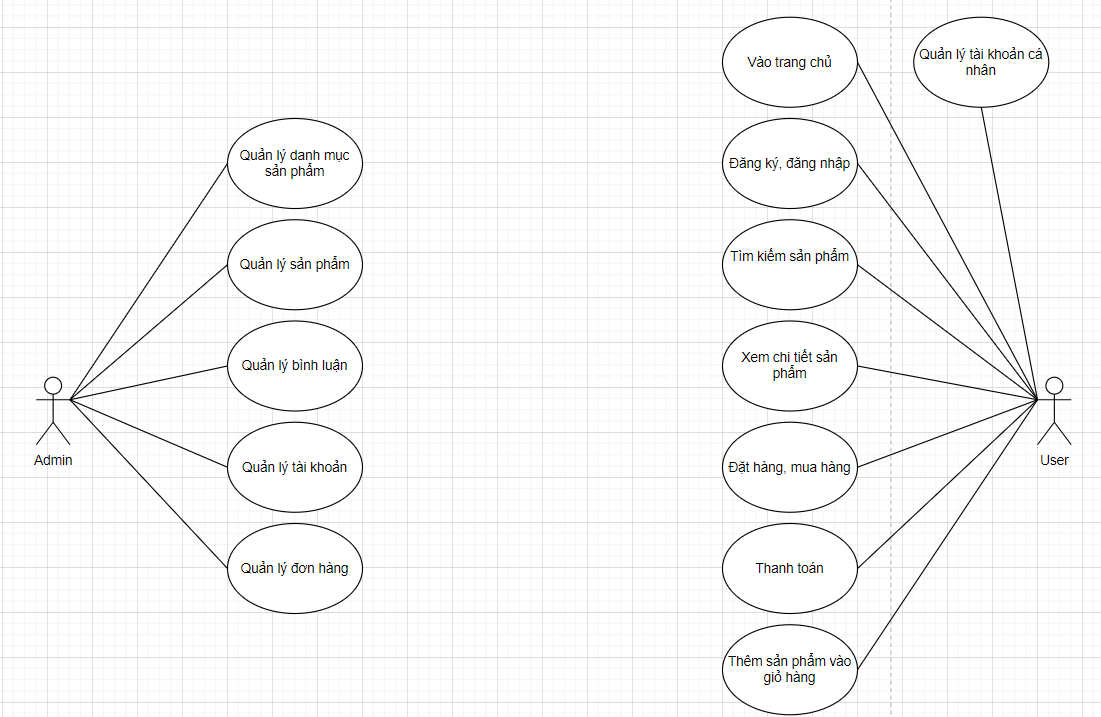 Vào trang chủ
Quản lý tài khoản cá
nhân
Quản lý danh mục
sản phẩm
Đăng ký, đăng nhập
Quản lý sản phẩm
Tìm kiếm sản phẩm
Quản lý bình luận
Xem chi tiết sản
phẩm
Admin
User
Quản lý tài khoản
Đặt hàng, mua hàng
Quản lý đơn hàng
Thanh toán
Thêm sản phẩm vào
giỏ hàng